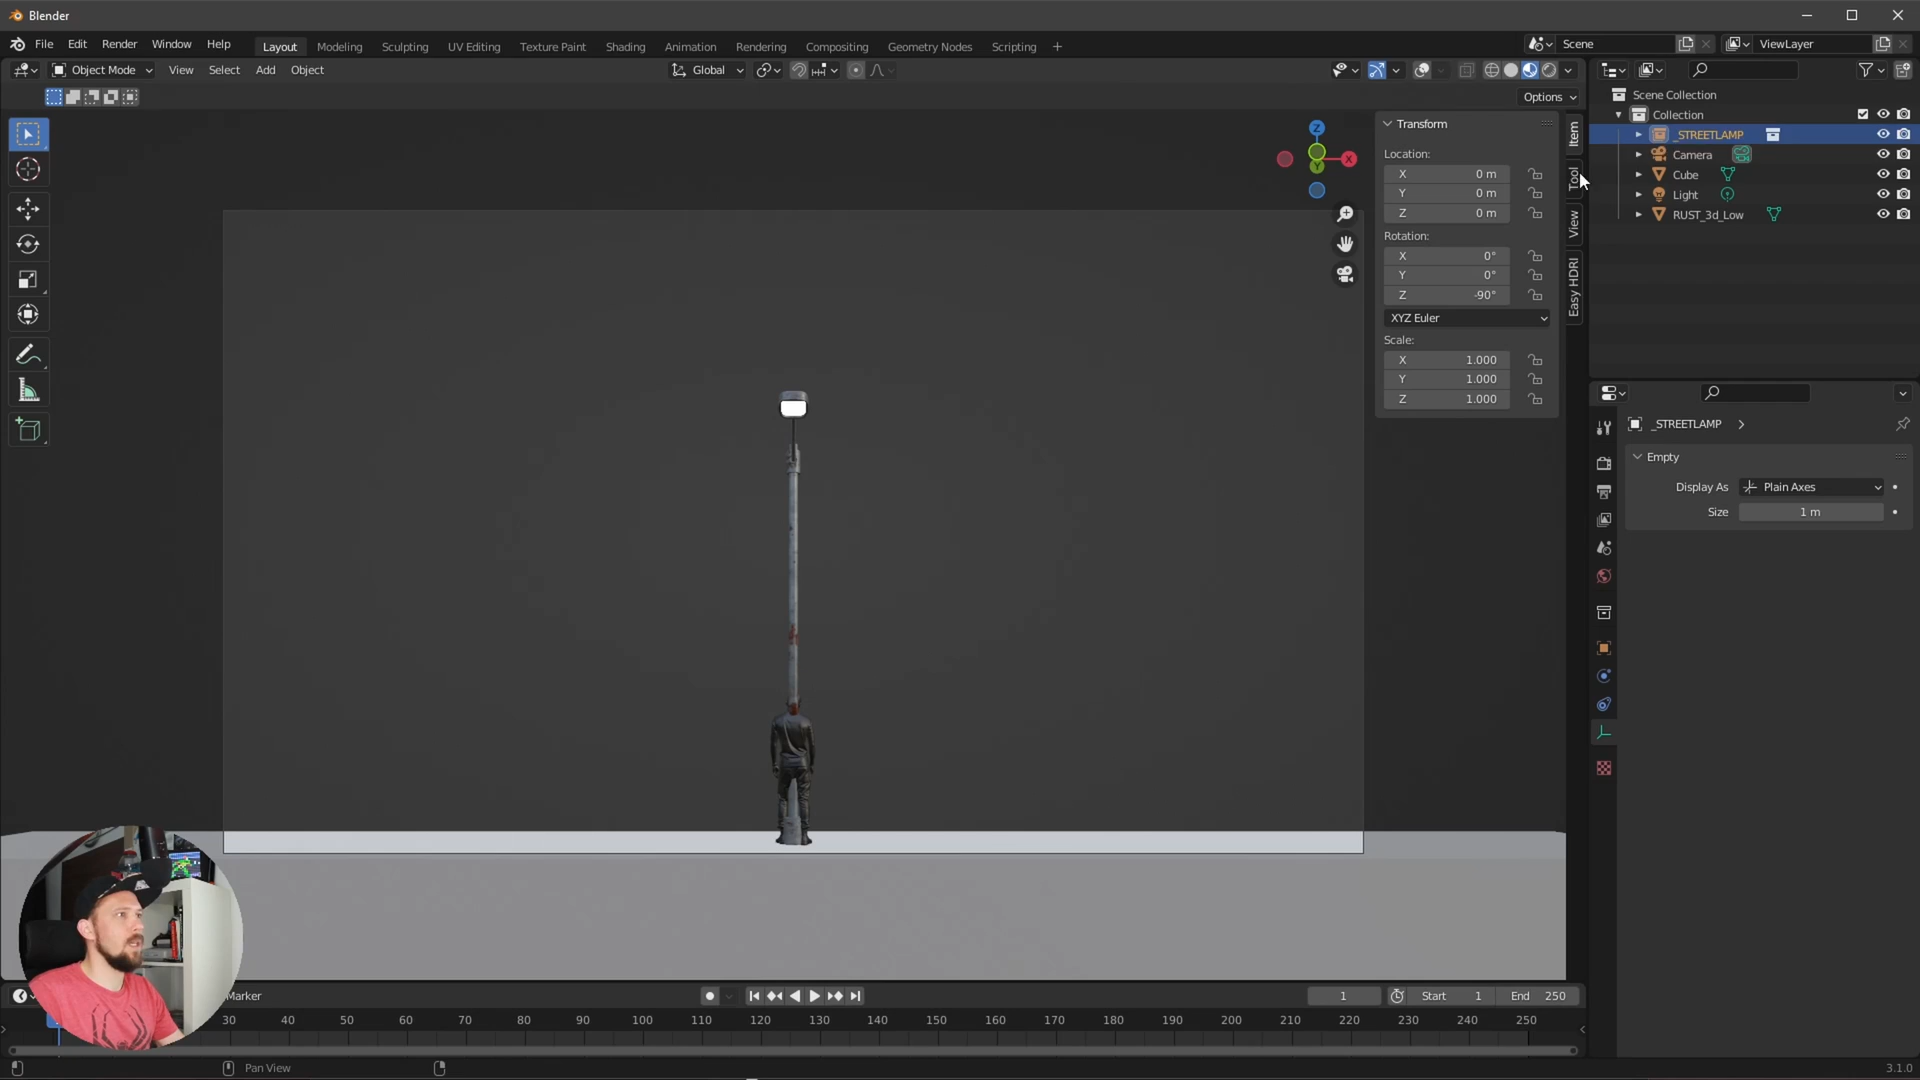 Blender
File Edit Render Window Help
Layout Modeling Sculpting UV Editing Texture Paint Shading Animation Rendering Compositing Geometry Nodes Scripting +
Scene
ViewLayer
Object Mode View Select Add Object
Global
Options
Transform
Location:
X 0 m
Y 0 m
Z 0 m
Rotation:
X 0°
Y 0°
Z -90°
XYZ Euler
Scale:
X 1.000
Y 1.000
Z 1.000
Item
Tool
View
Easy HDRI
Z
X
Y
Scene Collection
Collection
_STREETLAMP
Camera
Cube
Light
RUST_3d_Low
_STREETLAMP
Empty
Display As Plain Axes
Size 1 m
Marker
1
Start 1
End 250
30 40 50 60 70 80 90 100 110 120 130 140 150 160 170 180 190 200 210 220 230 240 250
Pan View
3.1.0